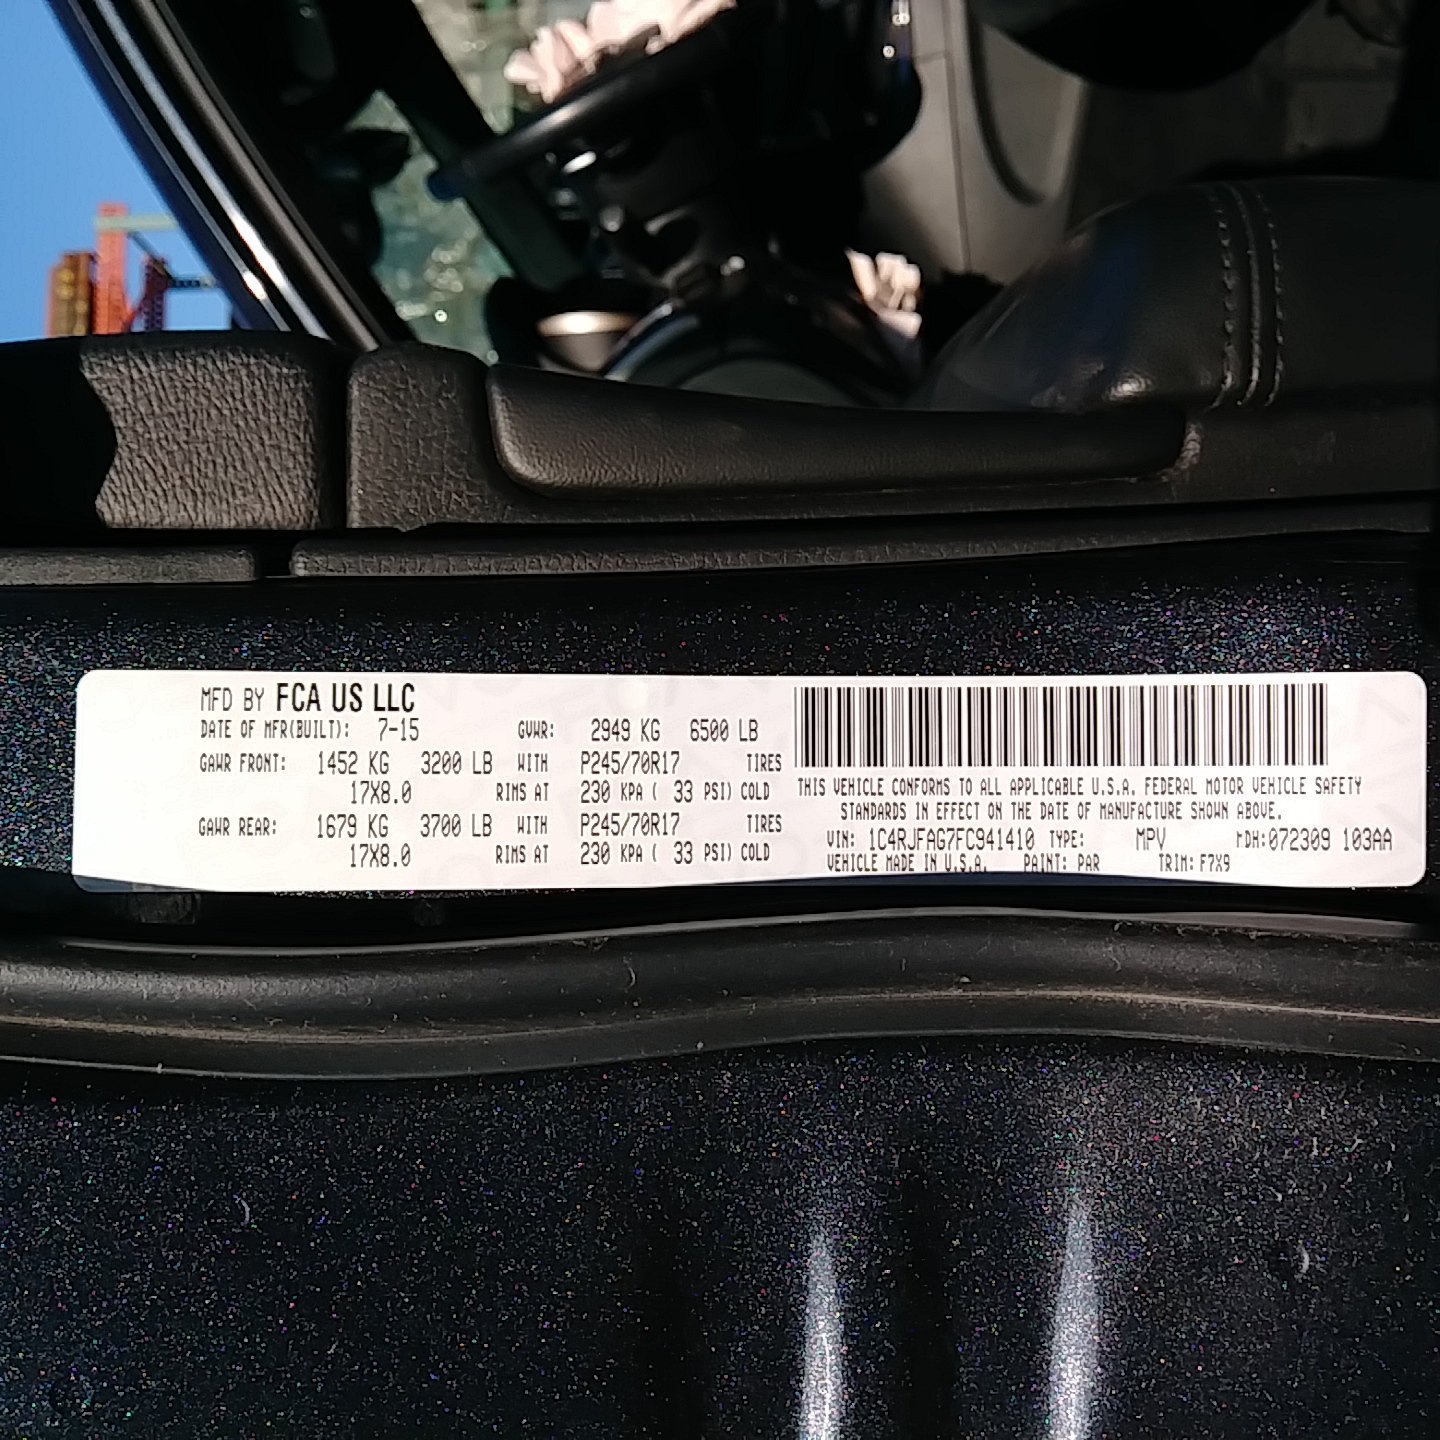 MFD BY FCA US LLC
DATE OF MFR(BUILT): 7-15 GVWR: 2949 KG 6500 LB
GAWR FRONT: 1452 KG 3200 LB WITH P245/70R17 TIRES
17X8.0 RIMS AT 230 KPA ( 33 PSI) COLD
GAWR REAR: 1679 KG 3700 LB WITH P245/70R17 TIRES
17X8.0 RIMS AT 230 KPA ( 33 PSI) COLD
THIS VEHICLE CONFORMS TO ALL APPLICABLE U.S.A. FEDERAL MOTOR VEHICLE SAFETY
STANDARDS IN EFFECT ON THE DATE OF MANUFACTURE SHOWN ABOVE.
VIN: 1C4RJFAG7FC941410 TYPE: MPV MDH:072309 103AA
VEHICLE MADE IN U.S.A. PAINT: PAR TRIM: F7X9